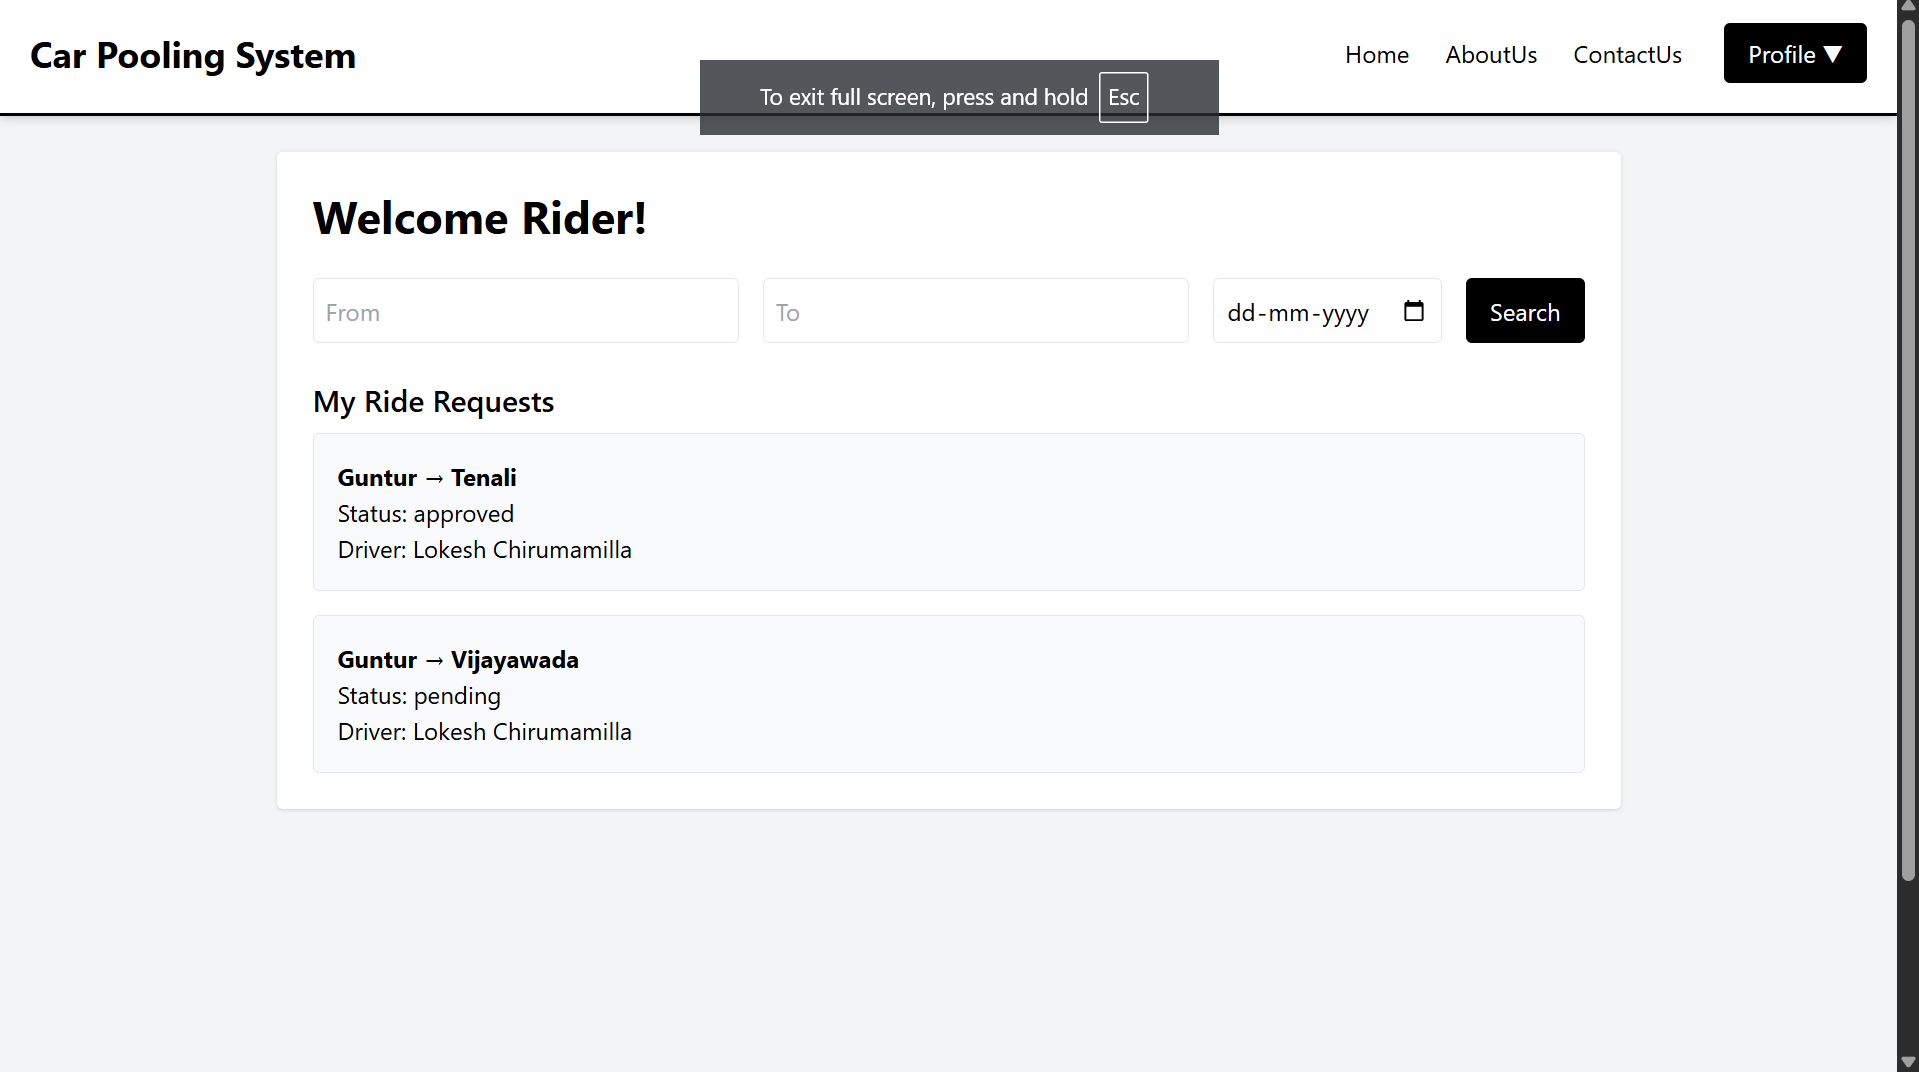 Car Pooling System
Home AboutUs ContactUs Profile ▼
To exit full screen, press and hold Esc
Welcome Rider!
From To dd-mm-yyyy Search
My Ride Requests
Guntur → Tenali
Status: approved
Driver: Lokesh Chirumamilla
Guntur → Vijayawada
Status: pending
Driver: Lokesh Chirumamilla